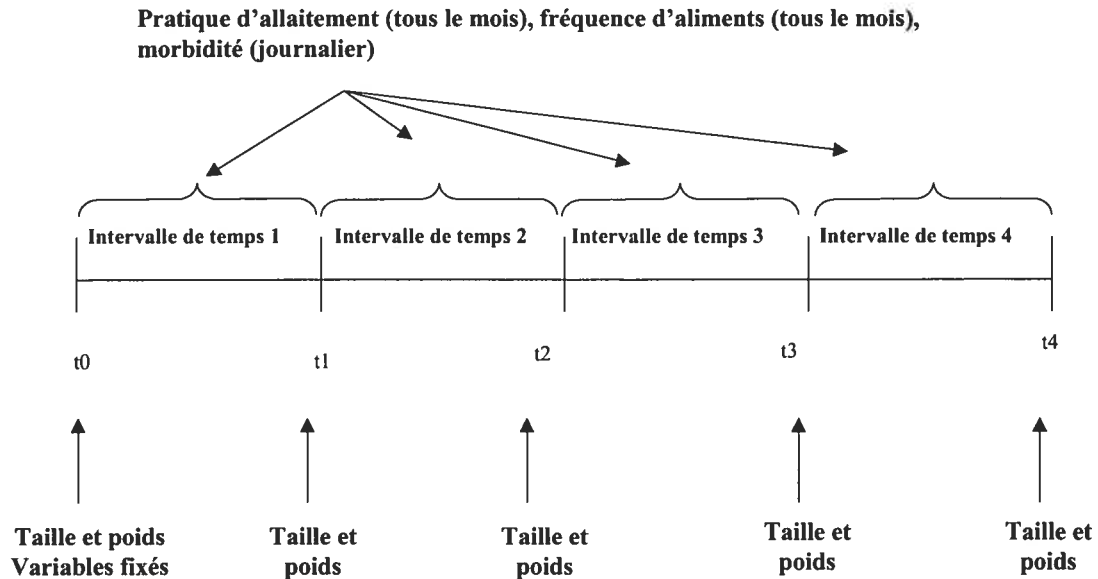 Pratique d'allaitement (tous le mois), fréquence d'aliments (tous le mois),
morbidité (journalier)
Intervalle de temps 1 Intervalle de temps 2 Intervalle de temps 3 Intervalle de temps 4
t0 t1 t2 t3 t4
Taille et poids Taille et Taille et Taille et Taille et
Variables fixés poids poids poids poids